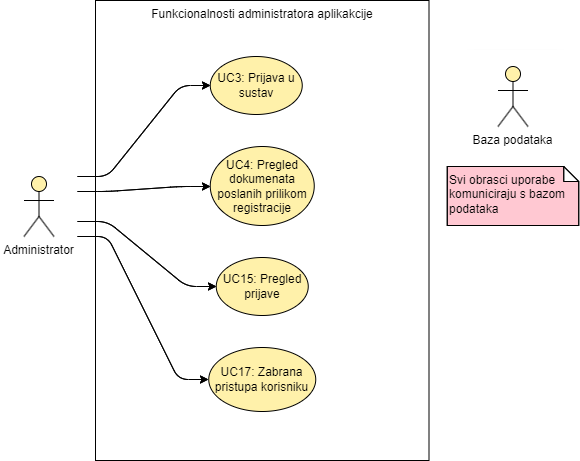 Funkcionalnosti administratora aplikakcije
UC3: Prijava u
sustav
UC4: Pregled
dokumenata
poslanih prilikom
registracije
Administrator
UC15: Pregled
prijave
UC17: Zabrana
pristupa korisniku
Baza podataka
Svi obrasci uporabe
komuniciraju s bazom
podataka